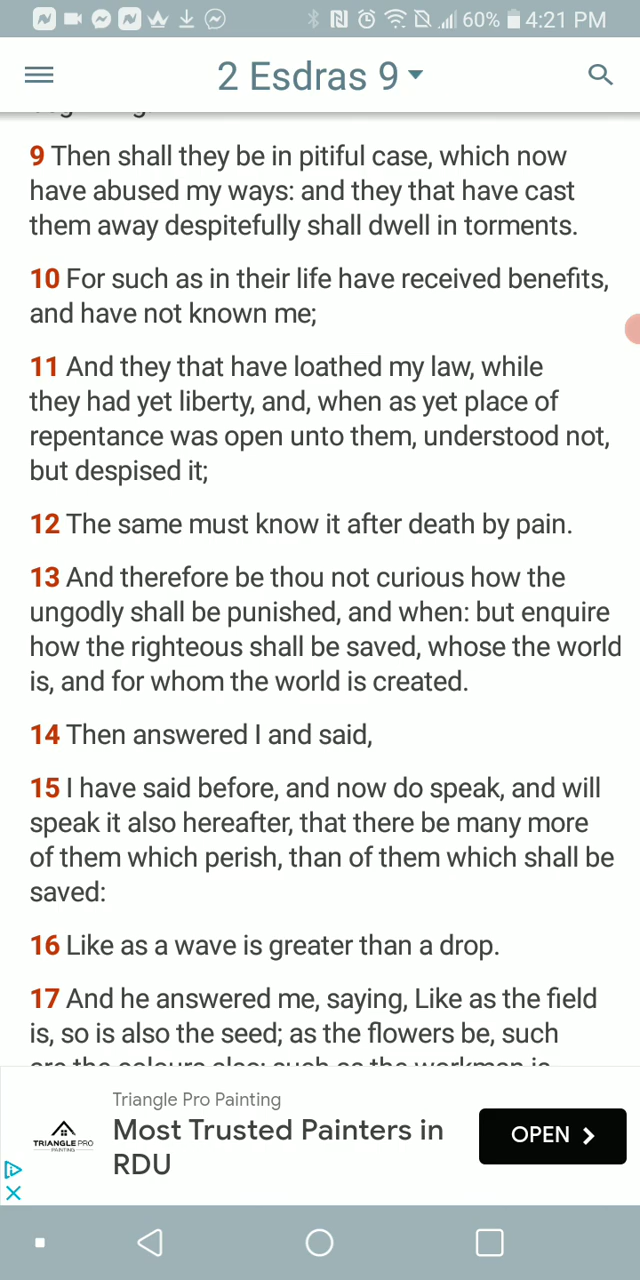 60% 4:21 PM
2 Esdras 9
9 Then shall they be in pitiful case, which now
have abused my ways: and they that have cast
them away despitefully shall dwell in torments.
10 For such as in their life have received benefits,
and have not known me;
11 And they that have loathed my law, while
they had yet liberty, and, when as yet place of
repentance was open unto them, understood not,
but despised it;
12 The same must know it after death by pain.
13 And therefore be thou not curious how the
ungodly shall be punished, and when: but enquire
how the righteous shall be saved, whose the world
is, and for whom the world is created.
14 Then answered I and said,
15 I have said before, and now do speak, and will
speak it also hereafter, that there be many more
of them which perish, than of them which shall be
saved:
16 Like as a wave is greater than a drop.
17 And he answered me, saying, Like as the field
is, so is also the seed; as the flowers be, such
are the colours also; such as the workman is
Triangle Pro Painting
TRIANGLE PRO
PAINTING
Most Trusted Painters in
RDU
OPEN